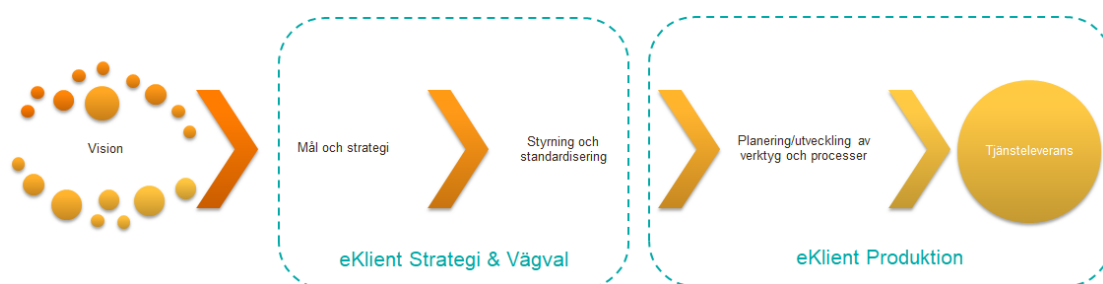 Vision
Mål och strategi
Styrning och
standardisering
Planering/utveckling av
verktyg och processer
Tjänsteleverans
eKlient Strategi & Vägval
eKlient Produktion